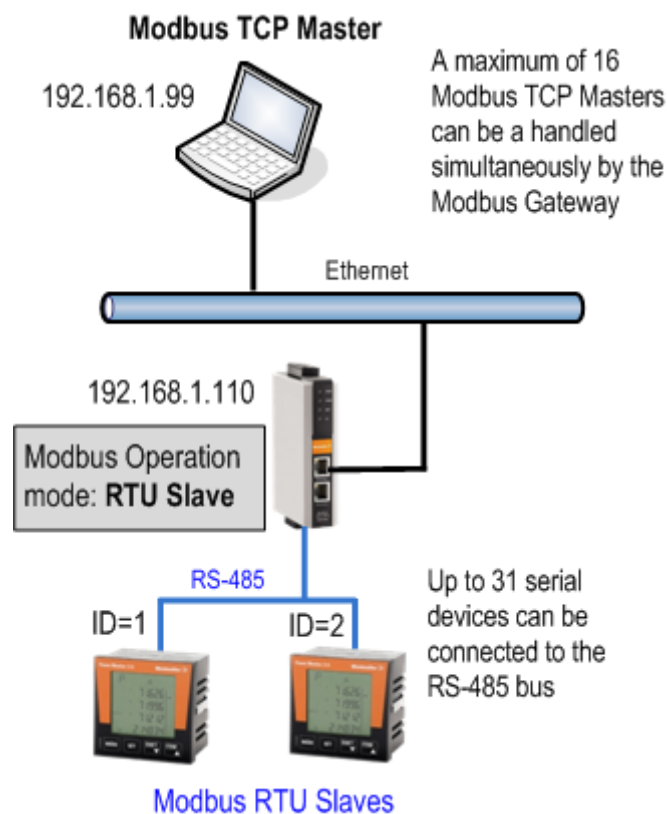 Modbus TCP Master
192.168.1.99
A maximum of 16
Modbus TCP Masters
can be a handled
simultaneously by the
Modbus Gateway
Ethernet
192.168.1.110
Modbus Operation
mode: RTU Slave
RS-485
ID=1
ID=2
Up to 31 serial
devices can be
connected to the
RS-485 bus
Modbus RTU Slaves